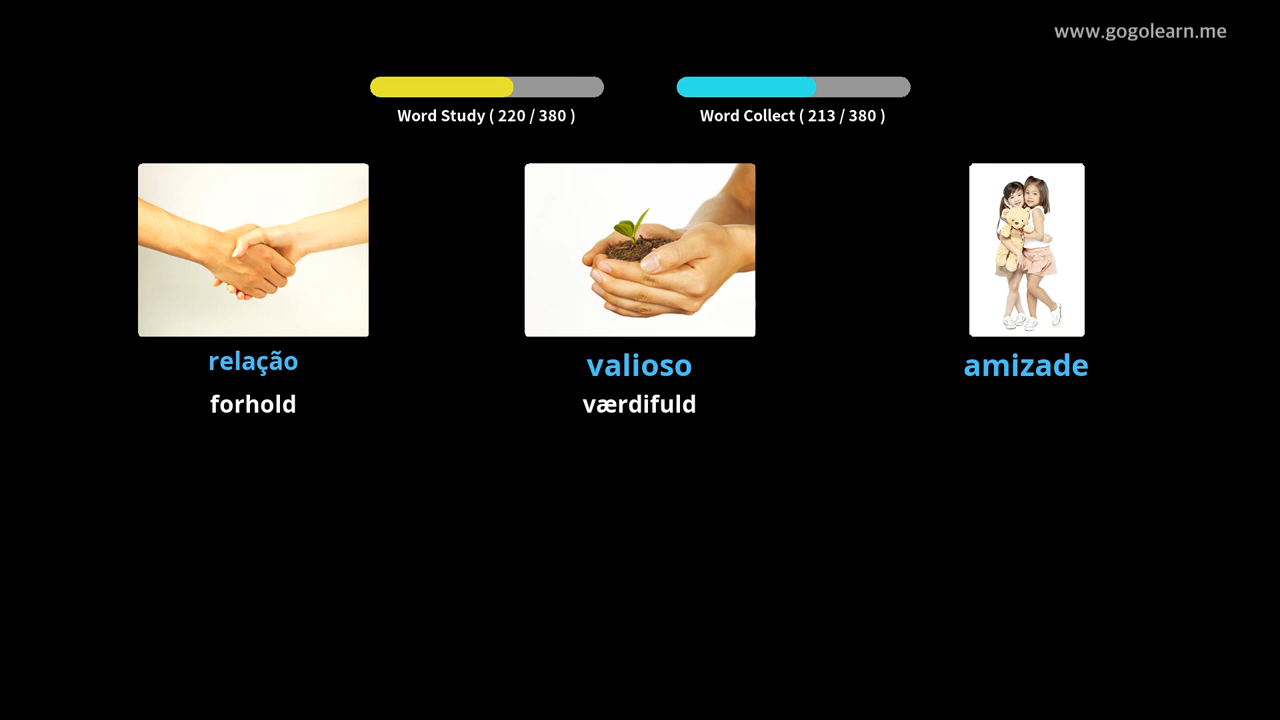 www.gogolearn.me
Word Study ( 220 / 380 )
Word Collect ( 213 / 380 )
relação
valioso
amizade
forhold
værdifuld